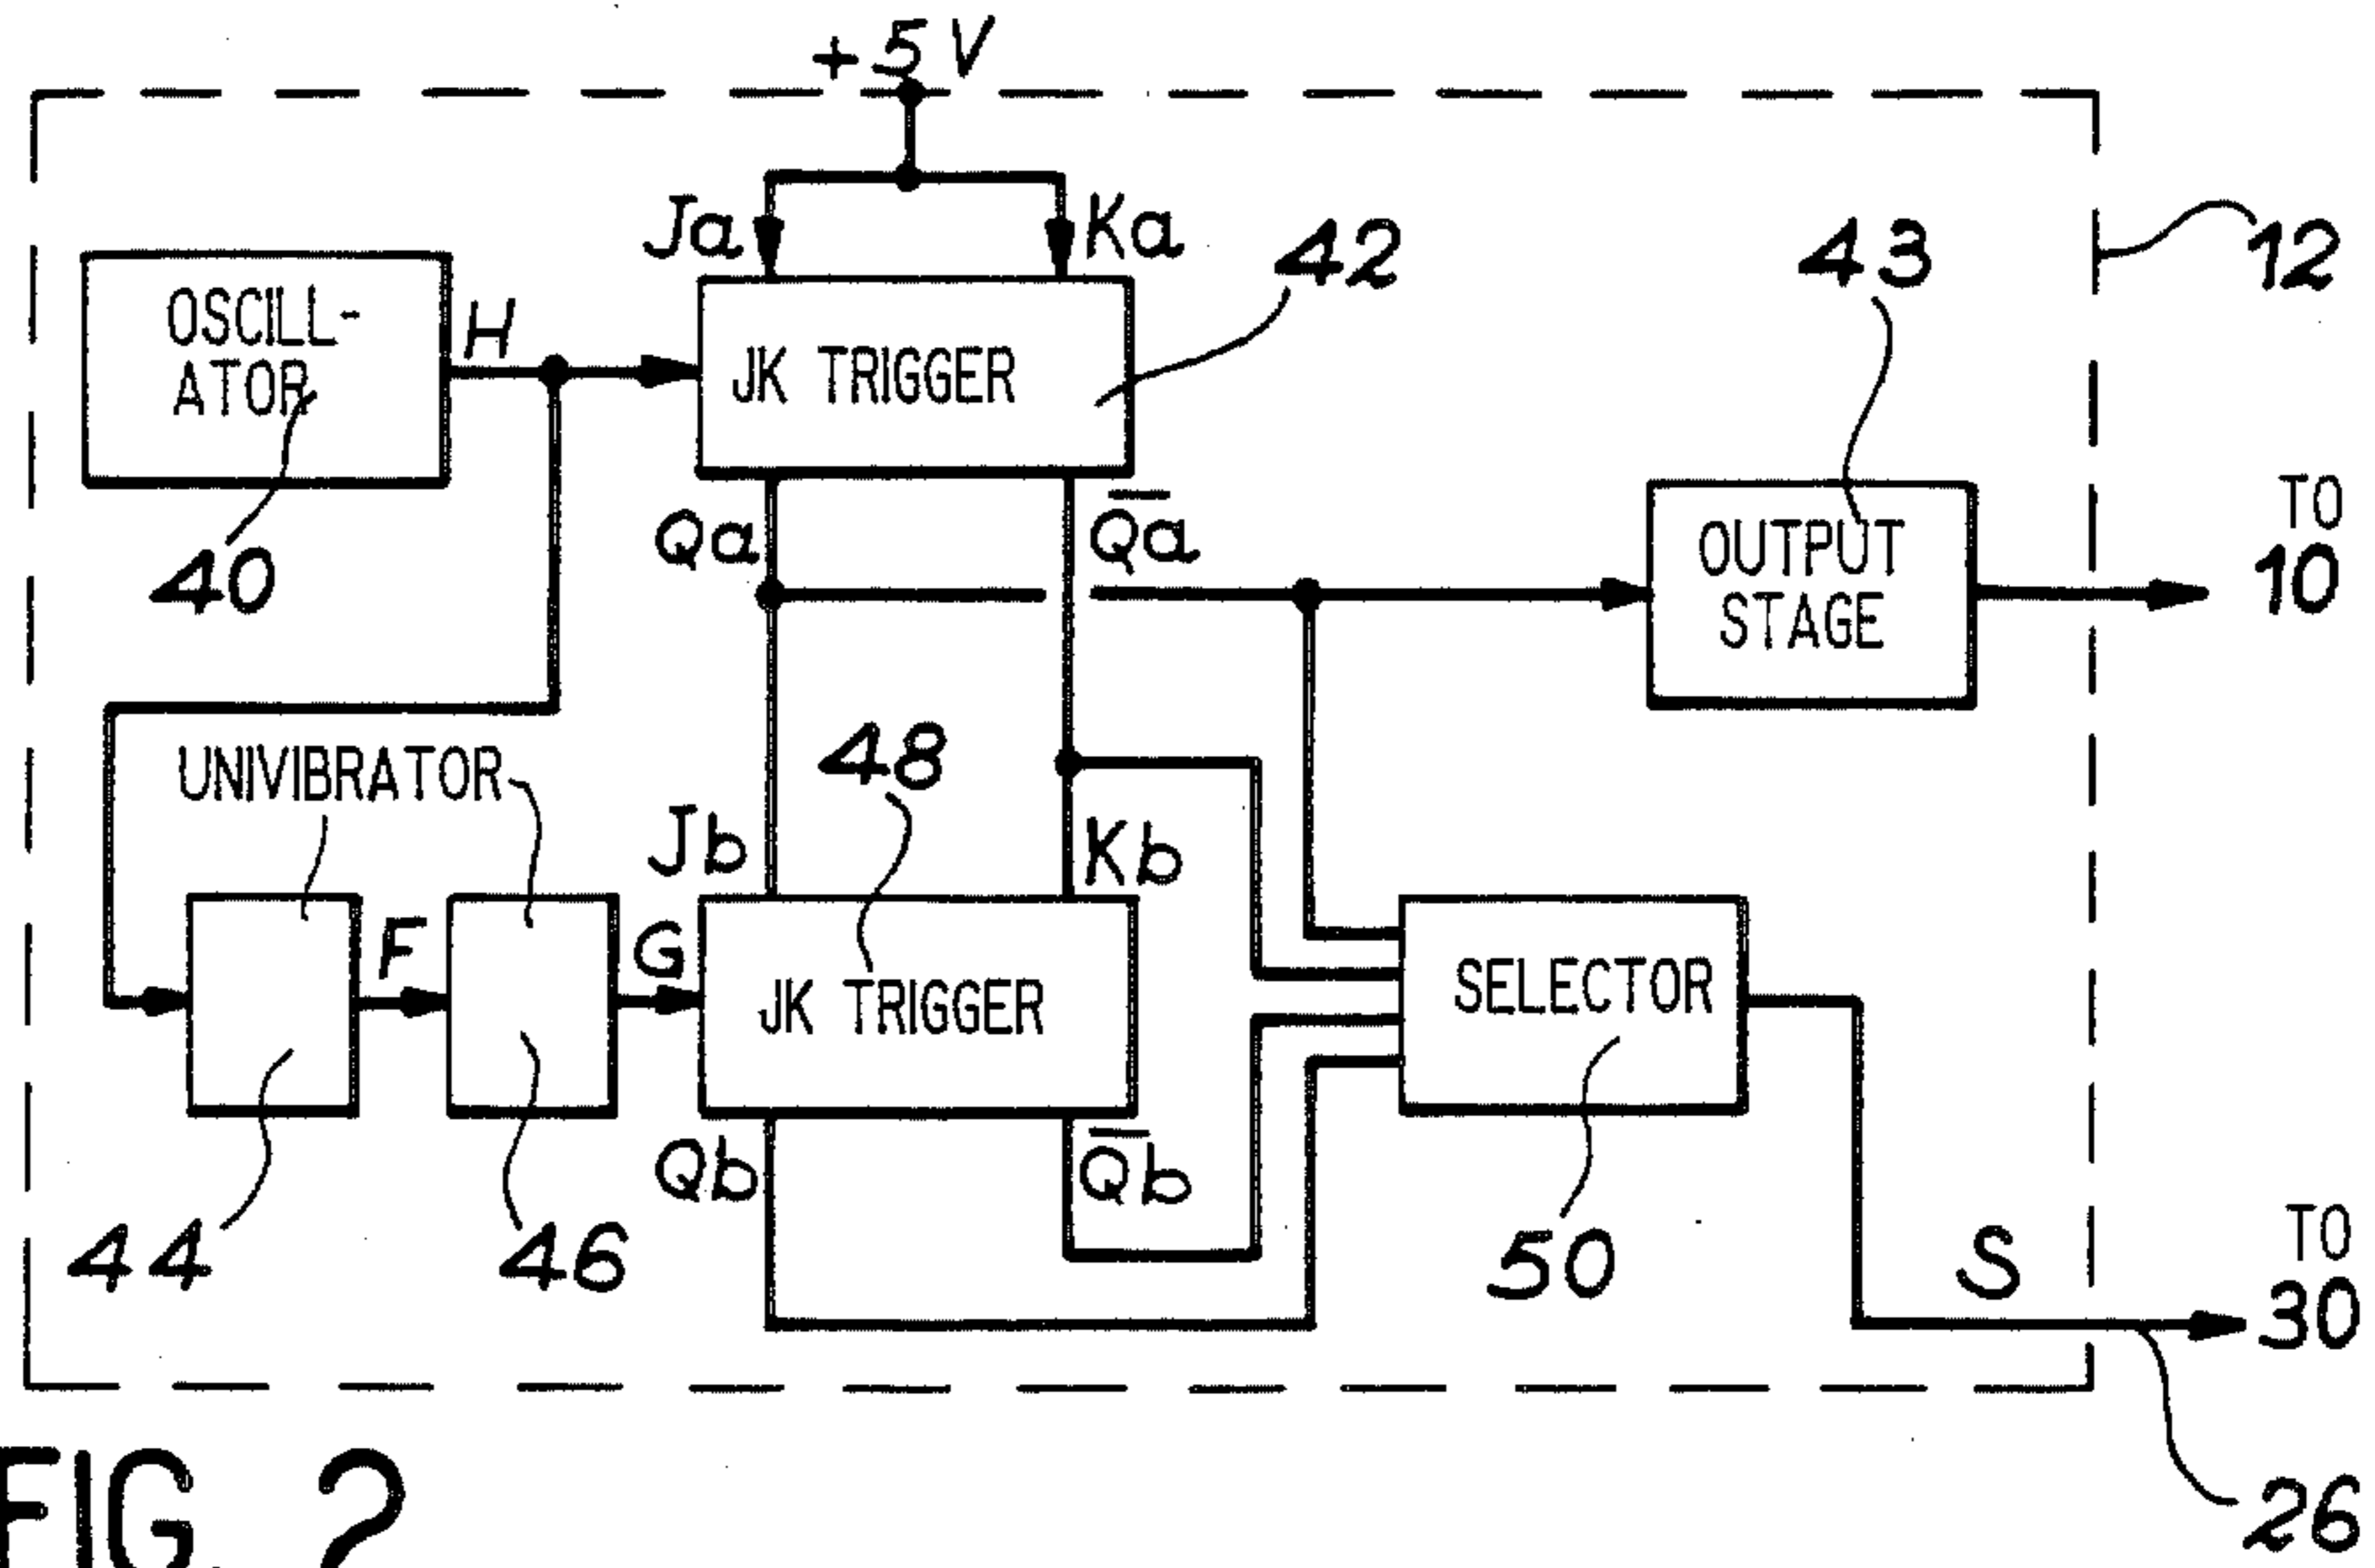 +5V
Ja
Ka
42
43
12
OSCILL-
ATOR
H
JK TRIGGER
40
Qa
Q̅a
OUTPUT
STAGE
TO
10
UNIVIBRATOR
48
Jb
Kb
F
G
JK TRIGGER
SELECTOR
44
46
Qb
Q̅b
50
S
TO
30
26
FIG. 2